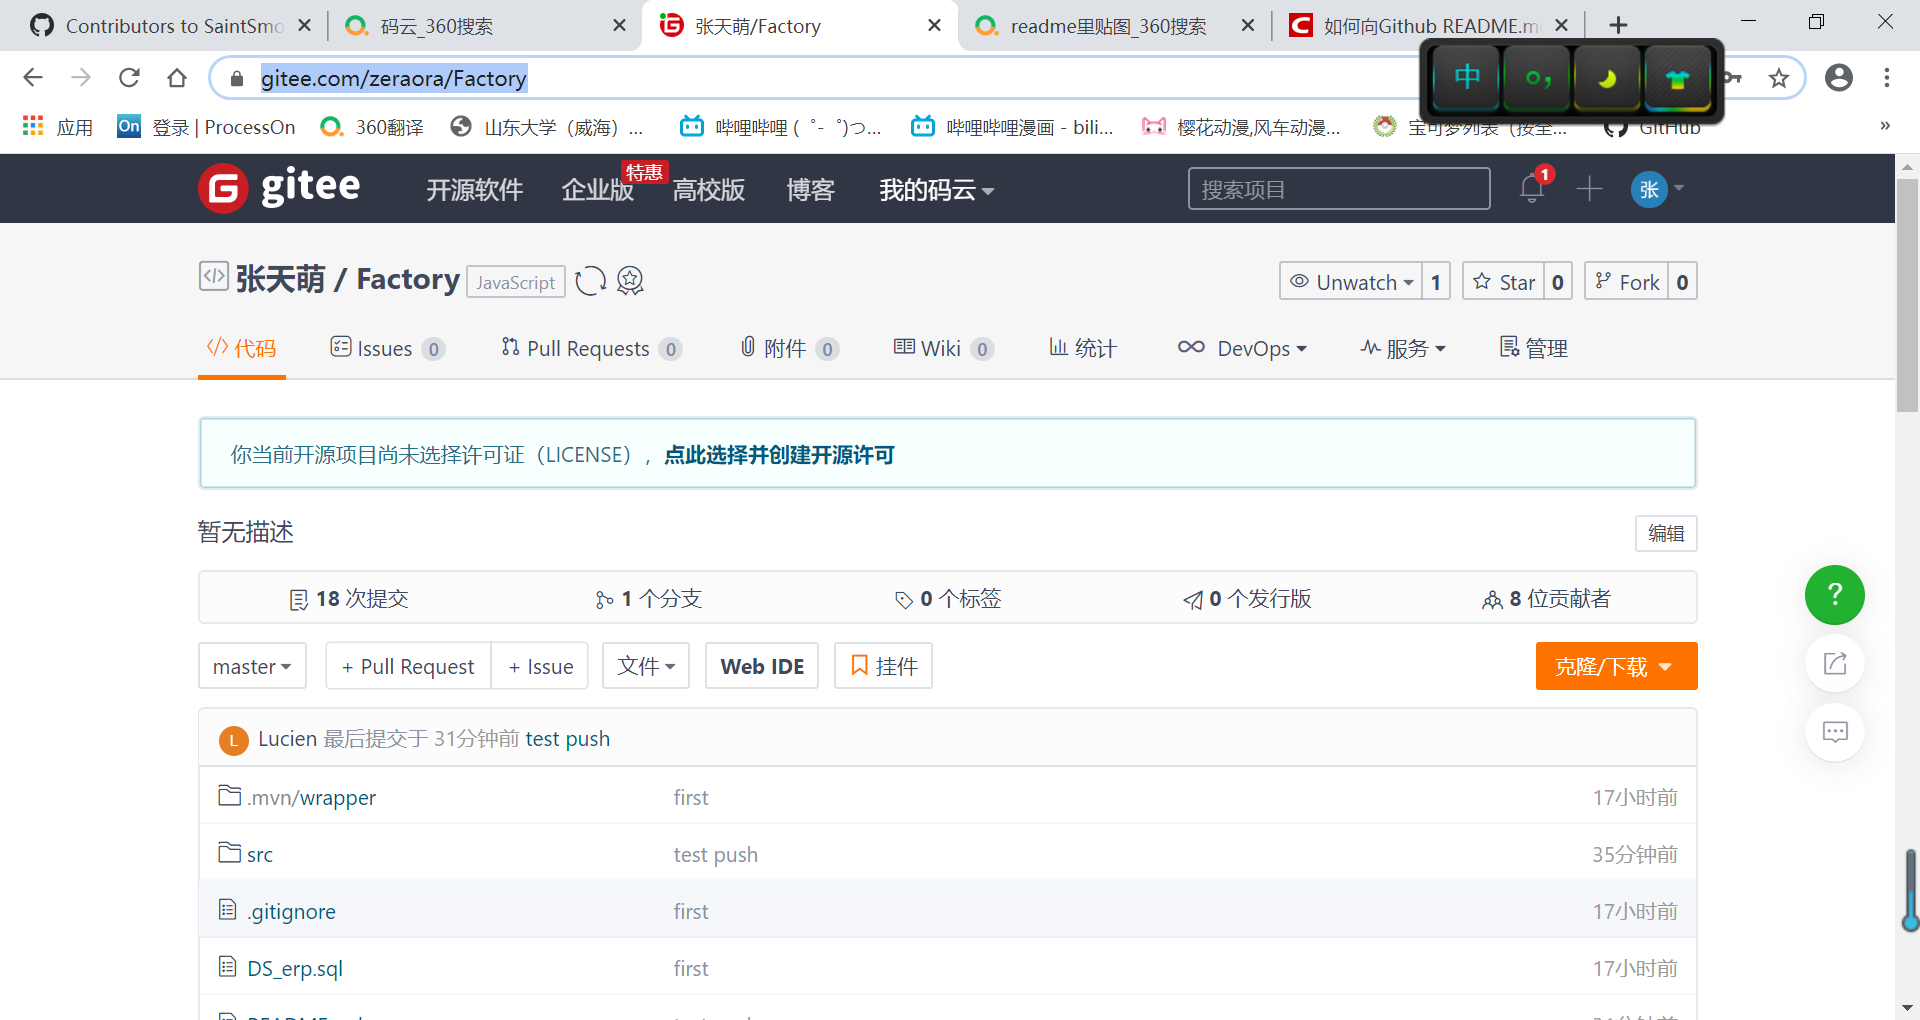 Contributors to SaintSmo
码云_360搜索
张天萌/Factory
readme里贴图_360搜索
如何向Github README.m
gitee.com/zeraora/Factory
中
应用
On
登录 | ProcessOn
360翻译
山东大学（威海）...
哔哩哔哩 ( ゜- ゜)つ...
哔哩哔哩漫画 - bili...
樱花动漫,风车动漫...
宝可梦列表（按全...
GitHub
»
gitee
开源软件
企业版
特惠
高校版
博客
我的码云
搜索项目
1
张
张天萌 / Factory
JavaScript
Unwatch 1
Star 0
Fork 0
代码
Issues 0
Pull Requests 0
附件 0
Wiki 0
统计
DevOps
服务
管理
你当前开源项目尚未选择许可证（LICENSE），点此选择并创建开源许可
暂无描述
编辑
18 次提交
1 个分支
0 个标签
0 个发行版
8 位贡献者
master
+ Pull Request
+ Issue
文件
Web IDE
挂件
克隆/下载
?
L
Lucien 最后提交于 31分钟前 test push
.mvn/wrapper first 17小时前
src test push 35分钟前
.gitignore first 17小时前
DS_erp.sql first 17小时前